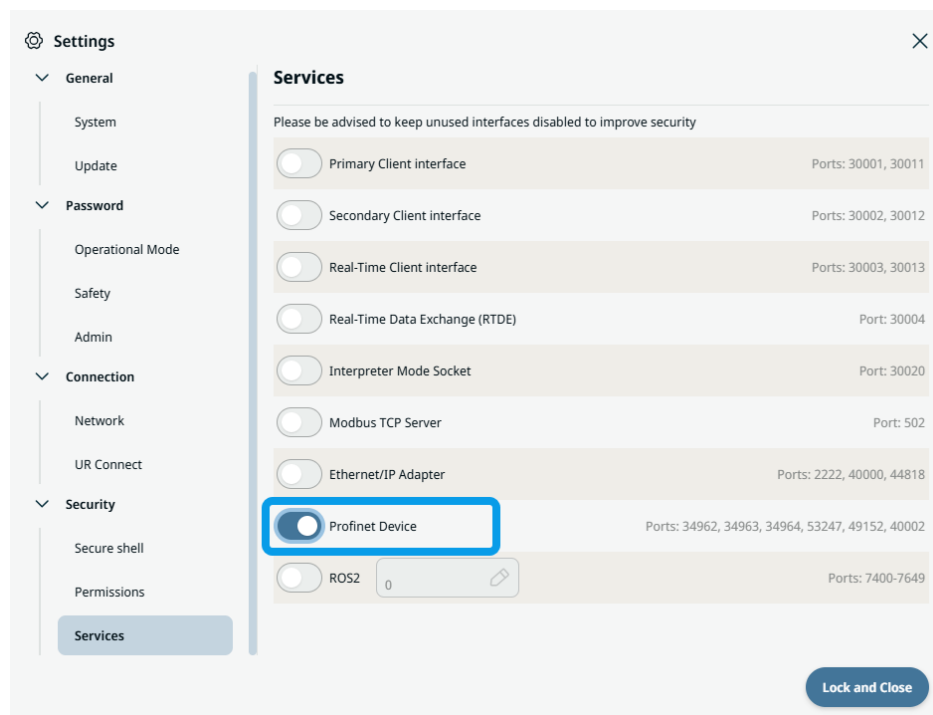 Settings
General
System
Update
Password
Operational Mode
Safety
Admin
Connection
Network
UR Connect
Security
Secure shell
Permissions
Services
Services
Please be advised to keep unused interfaces disabled to improve security
Primary Client interface Ports: 30001, 30011
Secondary Client interface Ports: 30002, 30012
Real-Time Client interface Ports: 30003, 30013
Real-Time Data Exchange (RTDE) Port: 30004
Interpreter Mode Socket Port: 30020
Modbus TCP Server Port: 502
Ethernet/IP Adapter Ports: 2222, 40000, 44818
Profinet Device Ports: 34962, 34963, 34964, 53247, 49152, 40002
ROS2 0 Ports: 7400-7649
Lock and Close